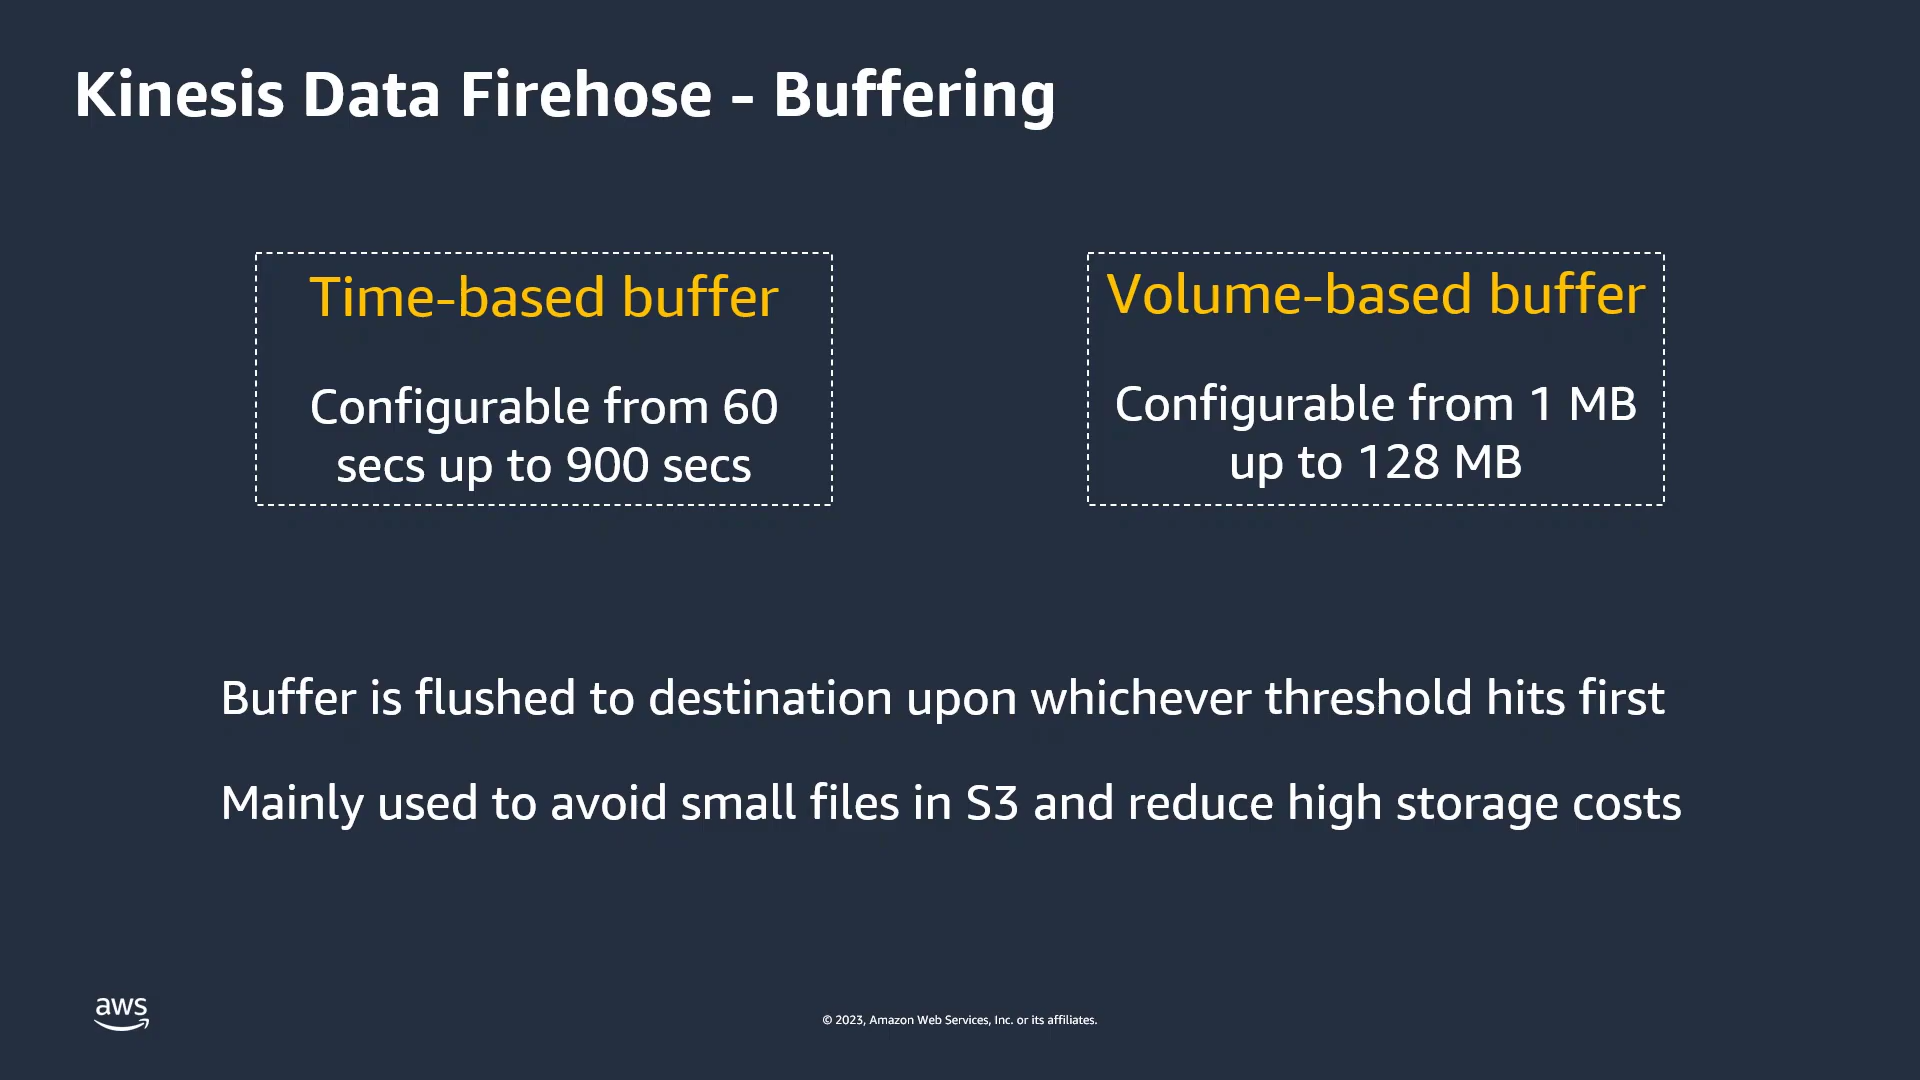 Kinesis Data Firehose - Buffering
Time-based buffer
Configurable from 60
secs up to 900 secs
Volume-based buffer
Configurable from 1 MB
up to 128 MB
Buffer is flushed to destination upon whichever threshold hits first
Mainly used to avoid small files in S3 and reduce high storage costs
aws
© 2023, Amazon Web Services, Inc. or its affiliates.